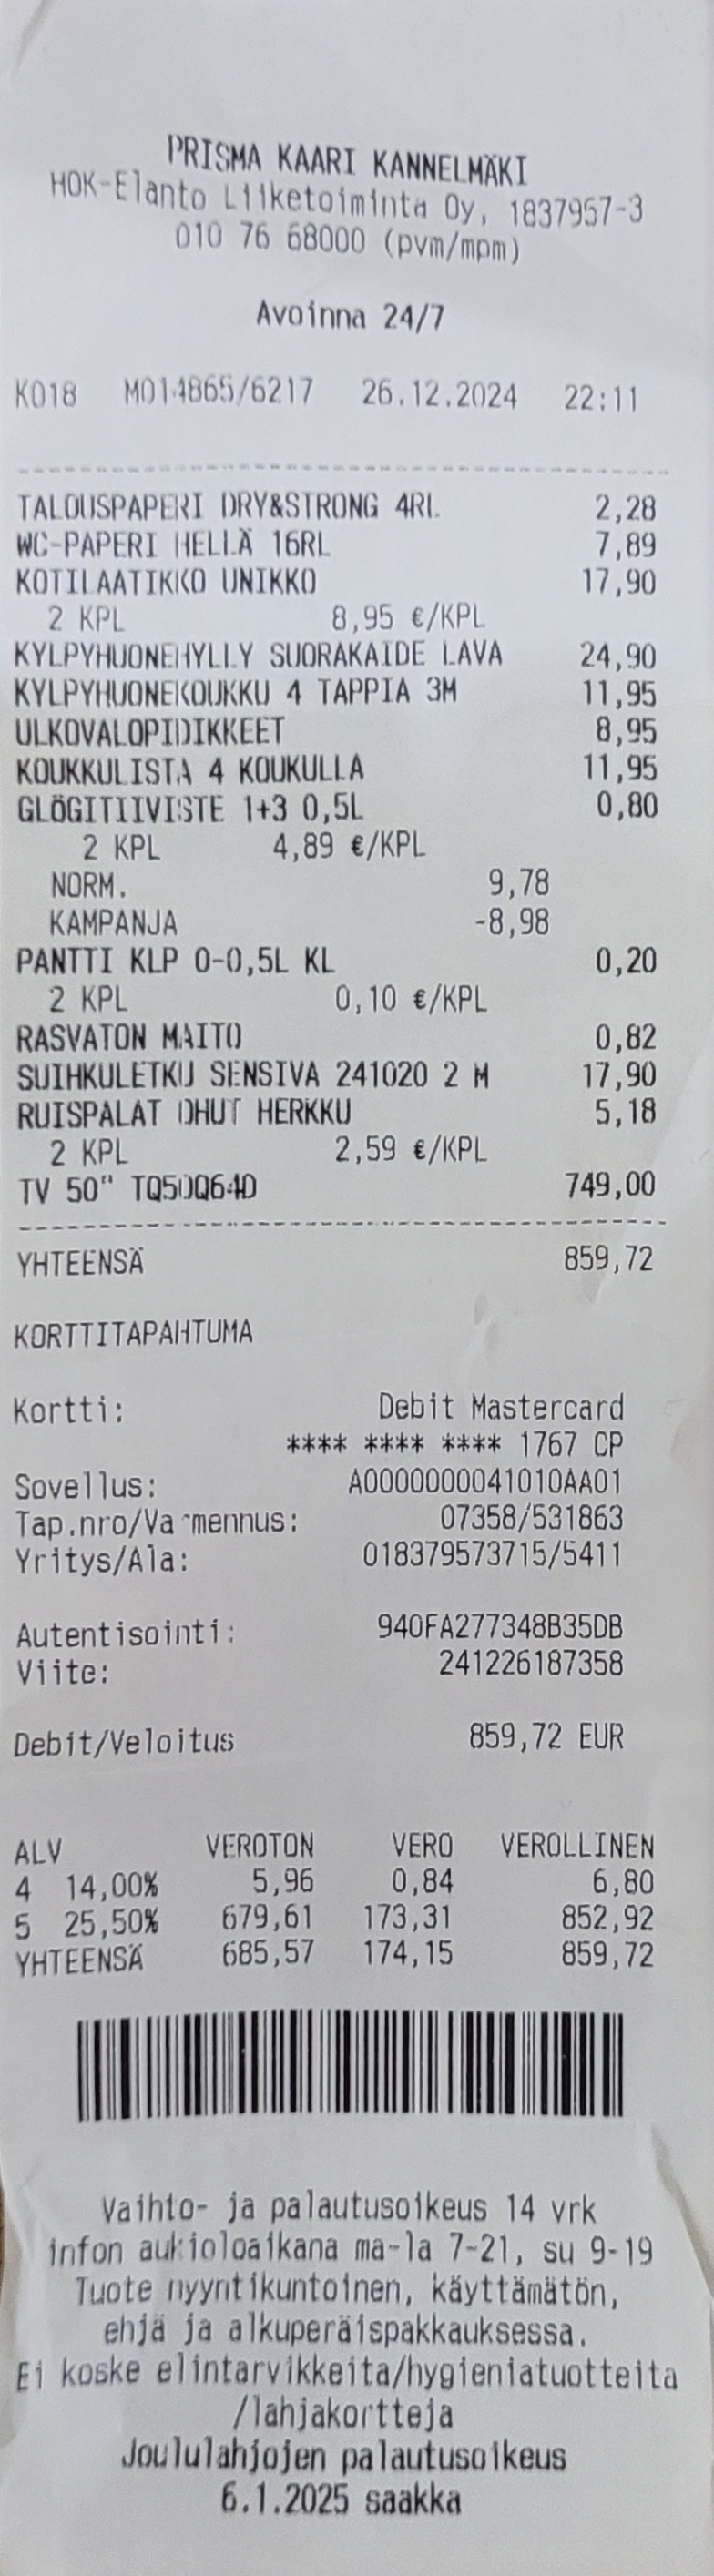 PRISMA KAARI KANNELMÄKI
HOK-Elanto Liiketoiminta Oy, 1837957-3
010 76 68000 (pvm/mpm)
Avoinna 24/7
K018 M014865/6217 26.12.2024 22:11
TALOUSPAPERI DRY&STRONG 4RL 2,28
WC-PAPERI HELLÄ 16RL 7,89
KOTILAATIKKO UNIKKO 17,90
2 KPL 8,95 €/KPL
KYLPYHUONEHYLLY SUORAKAIDE LAVA 24,90
KYLPYHUONEKOUKKU 4 TAPPIA 3M 11,95
ULKOVALOPIDIKKEET 8,95
KOUKKULISTA 4 KOUKULLA 11,95
GLÖGITIIVISTE 1+3 0,5L 0,80
2 KPL 4,89 €/KPL
NORM. 9,78
KAMPANJA -8,98
PANTTI KLP 0-0,5L KL 0,20
2 KPL 0,10 €/KPL
RASVATON MAITO 0,82
SUIHKULETKU SENSIVA 241020 2 M 17,90
RUISPALAT OHUT HERKKU 5,18
2 KPL 2,59 €/KPL
TV 50" TQ50Q64D 749,00
YHTEENSÄ 859,72
KORTTITAPAHTUMA
Kortti: Debit Mastercard
**** **** **** 1767 CP
Sovellus: A0000000041010AA01
Tap.nro/Varmennus: 07358/531863
Yritys/Ala: 018379573715/5411
Autentisointi: 940FA277348B35DB
Viite: 241226187358
Debit/Veloitus 859,72 EUR
ALV VEROTON VERO VEROLLINEN
4 14,00% 5,96 0,84 6,80
5 25,50% 679,61 173,31 852,92
YHTEENSÄ 685,57 174,15 859,72
Vaihto- ja palautusoikeus 14 vrk
infon aukioloaikana ma-la 7-21, su 9-19
Tuote myyntikuntoinen, käyttämätön,
ehjä ja alkuperäispakkauksessa.
Ei koske elintarvikkeita/hygieniatuotteita
/lahjakortteja
Joululahjojen palautusoikeus
6.1.2025 saakka